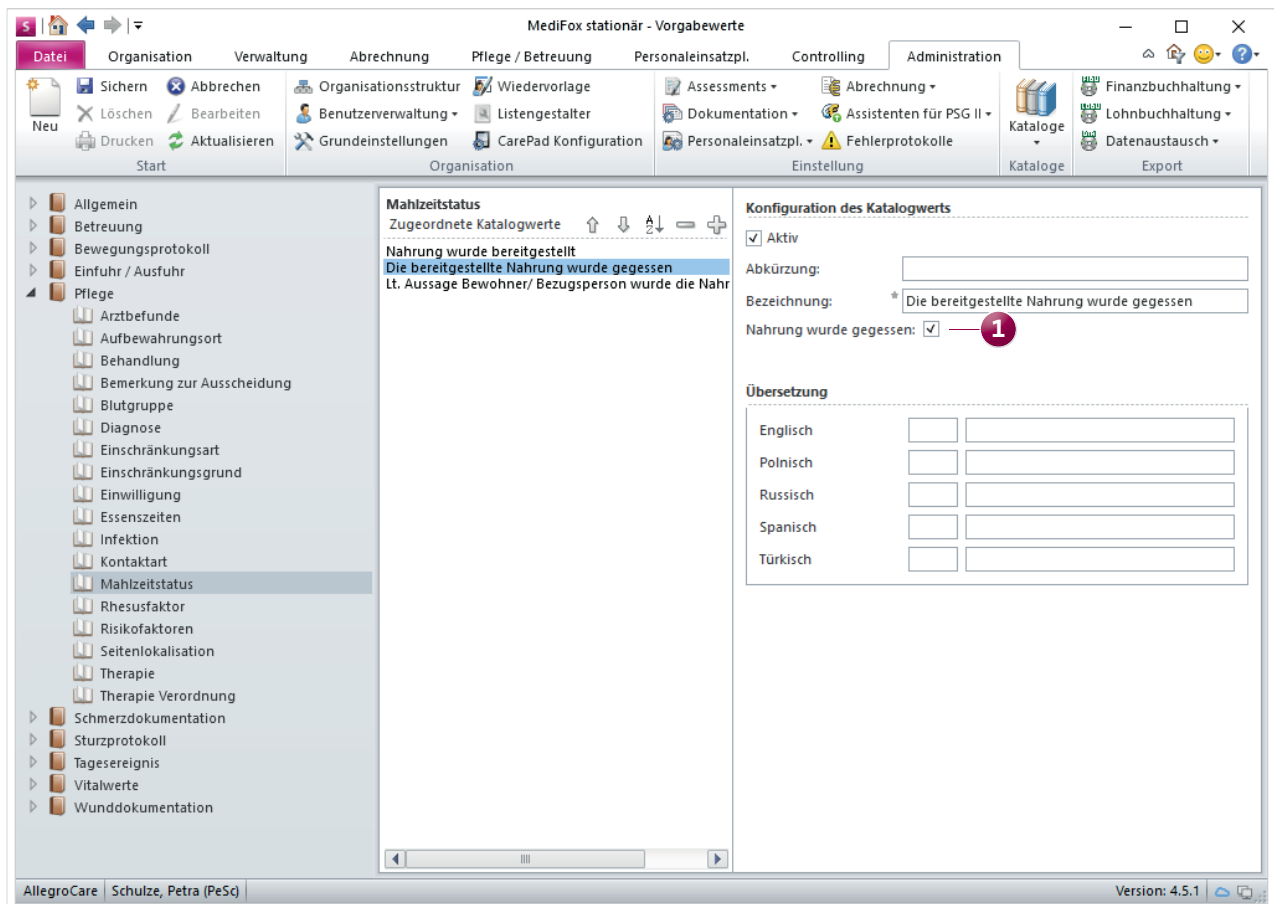 S
MediFox stationär - Vorgabewerte
Datei Organisation Verwaltung Abrechnung Pflege / Betreuung Personaleinsatzpl. Controlling Administration
Neu
Sichern Abbrechen
Löschen Bearbeiten
Drucken Aktualisieren
Start
Organisationsstruktur Wiedervorlage
Benutzerverwaltung Listengestalter
Grundeinstellungen CarePad Konfiguration
Organisation
Assessments Abrechnung
Dokumentation Assistenten für PSG II
Personaleinsatzpl. Fehlerprotokolle
Einstellung
Kataloge
Kataloge
Finanzbuchhaltung
Lohnbuchhaltung
Datenaustausch
Export
Allgemein
Betreuung
Bewegungsprotokoll
Einfuhr / Ausfuhr
Pflege
Arztbefunde
Aufbewahrungsort
Behandlung
Bemerkung zur Ausscheidung
Blutgruppe
Diagnose
Einschränkungsart
Einschränkungsgrund
Einwilligung
Essenszeiten
Infektion
Kontaktart
Mahlzeitstatus
Rhesusfaktor
Risikofaktoren
Seitenlokalisation
Therapie
Therapie Verordnung
Schmerzdokumentation
Sturzprotokoll
Tagesereignis
Vitalwerte
Wunddokumentation
Mahlzeitstatus
Zugeordnete Katalogwerte
Nahrung wurde bereitgestellt
Die bereitgestellte Nahrung wurde gegessen
Lt. Aussage Bewohner/ Bezugsperson wurde die Nahr
Konfiguration des Katalogwerts
Aktiv
Abkürzung:
Bezeichnung: * Die bereitgestellte Nahrung wurde gegessen
Nahrung wurde gegessen: 1
Übersetzung
Englisch
Polnisch
Russisch
Spanisch
Türkisch
AllegroCare Schulze, Petra (PeSc) Version: 4.5.1